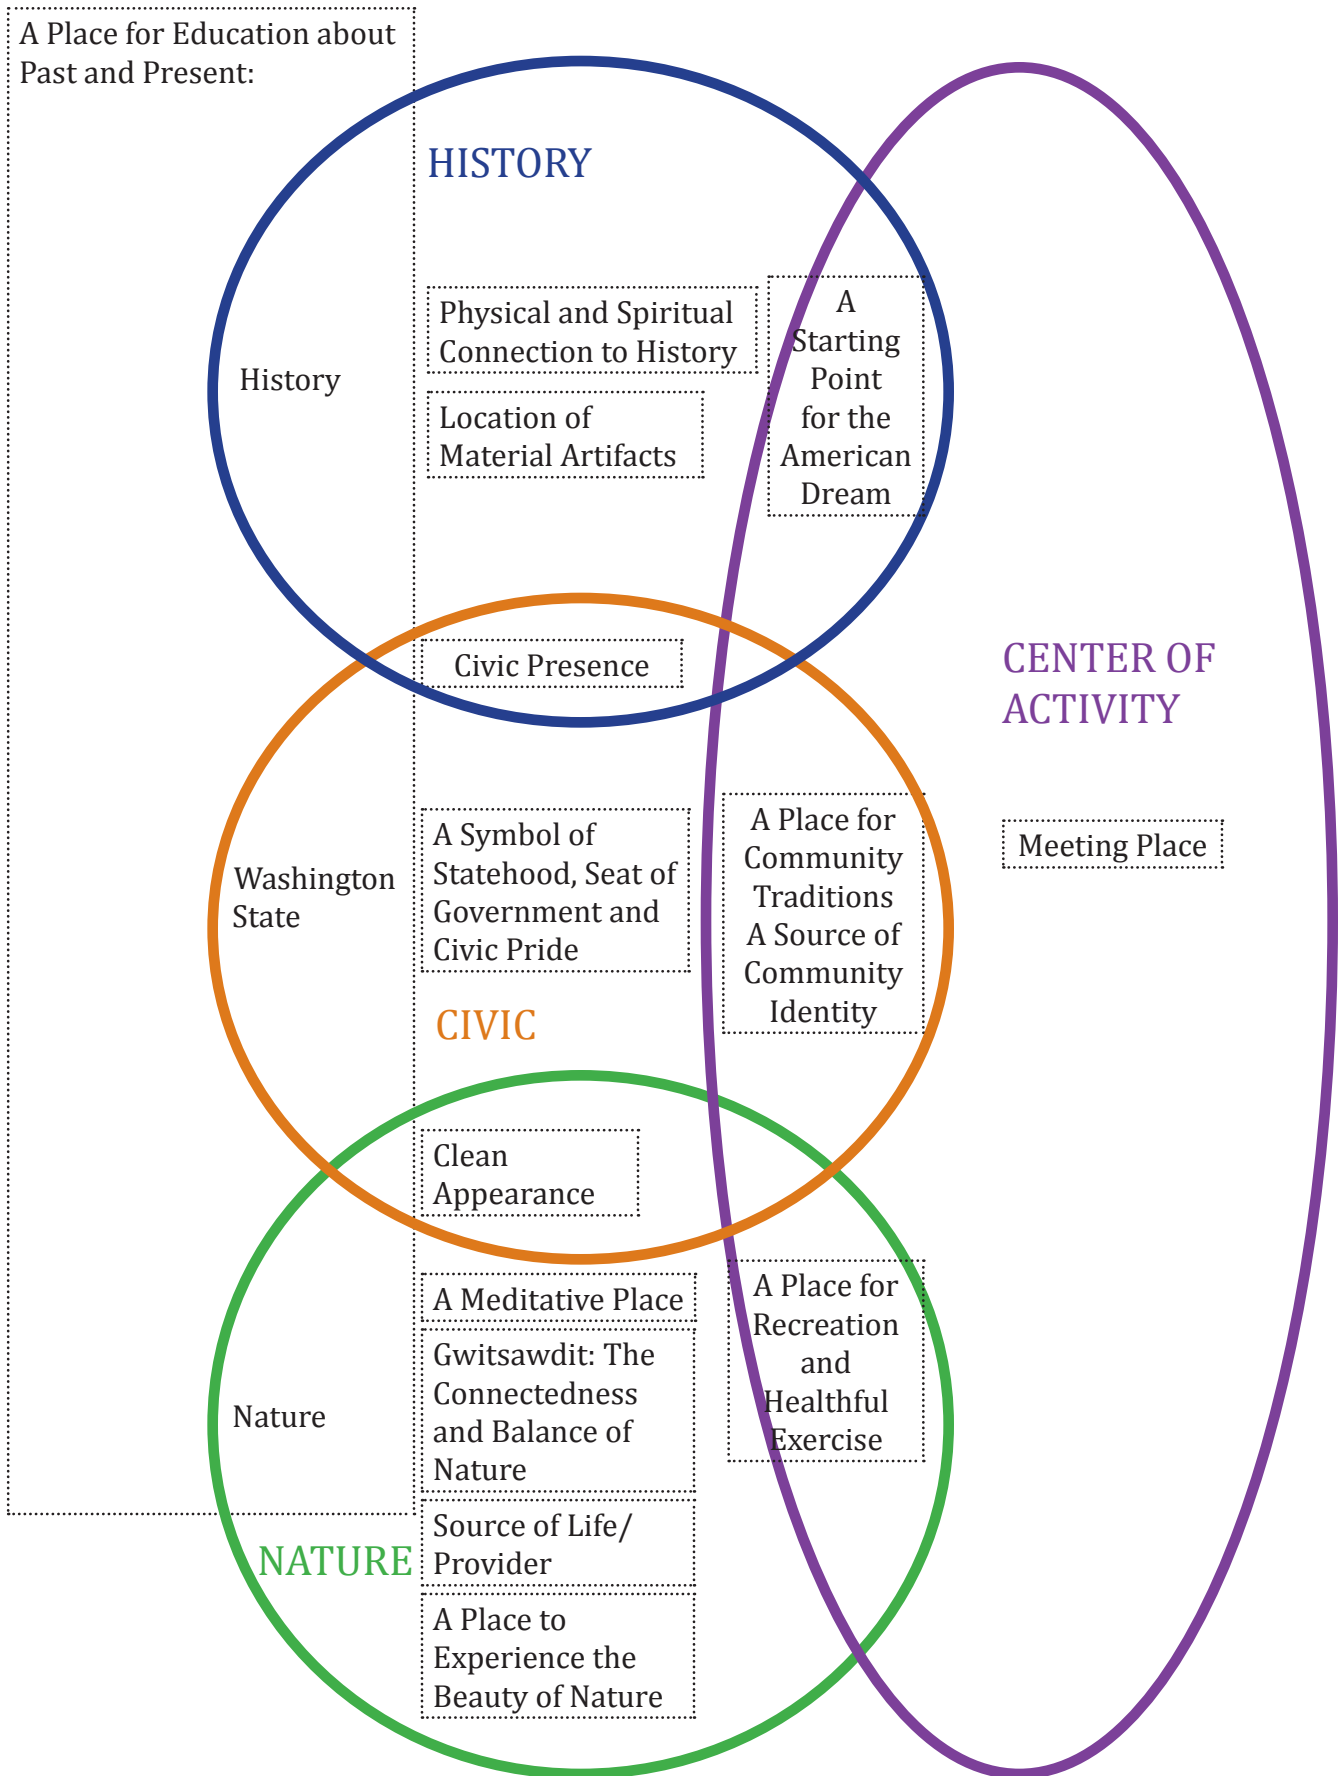 A Place for Education about
Past and Present:
HISTORY
History
Physical and Spiritual
Connection to History
Location of
Material Artifacts
A
Starting
Point
for the
American
Dream
Civic Presence
CENTER OF
ACTIVITY
Meeting Place
Washington
State
A Symbol of
Statehood, Seat of
Government and
Civic Pride
A Place for
Community
Traditions
A Source of
Community
Identity
CIVIC
Clean
Appearance
A Meditative Place
Gwitsawdit: The
Connectedness
and Balance of
Nature
A Place for
Recreation
and
Healthful
Exercise
Nature
NATURE
Source of Life/
Provider
A Place to
Experience the
Beauty of Nature